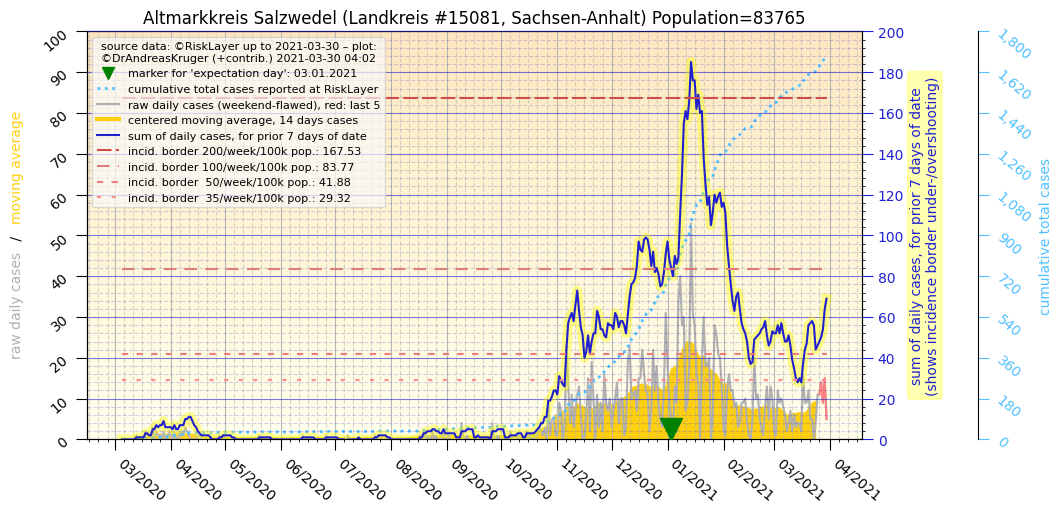 Altmarkkreis Salzwedel (Landkreis #15081, Sachsen-Anhalt) Population=83765
source data: ©RiskLayer up to 2021-03-30 – plot:
©DrAndreasKruger (+contrib.) 2021-03-30 04:02
marker for 'expectation day': 03.01.2021
cumulative total cases reported at RiskLayer
raw daily cases (weekend-flawed), red: last 5
centered moving average, 14 days cases
sum of daily cases, for prior 7 days of date
incid. border 200/week/100k pop.: 167.53
incid. border 100/week/100k pop.: 83.77
incid. border  50/week/100k pop.: 41.88
incid. border  35/week/100k pop.: 29.32
raw daily cases / moving average
100
90
80
70
60
50
40
30
20
10
0
200
180
160
140
120
100
80
60
40
20
0
sum of daily cases, for prior 7 days of date
(shows incidence border under-/overshooting)
1,800
1,620
1,440
1,260
1,080
900
720
540
360
180
0
cumulative total cases
03/2020
04/2020
05/2020
06/2020
07/2020
08/2020
09/2020
10/2020
11/2020
12/2020
01/2021
02/2021
03/2021
04/2021